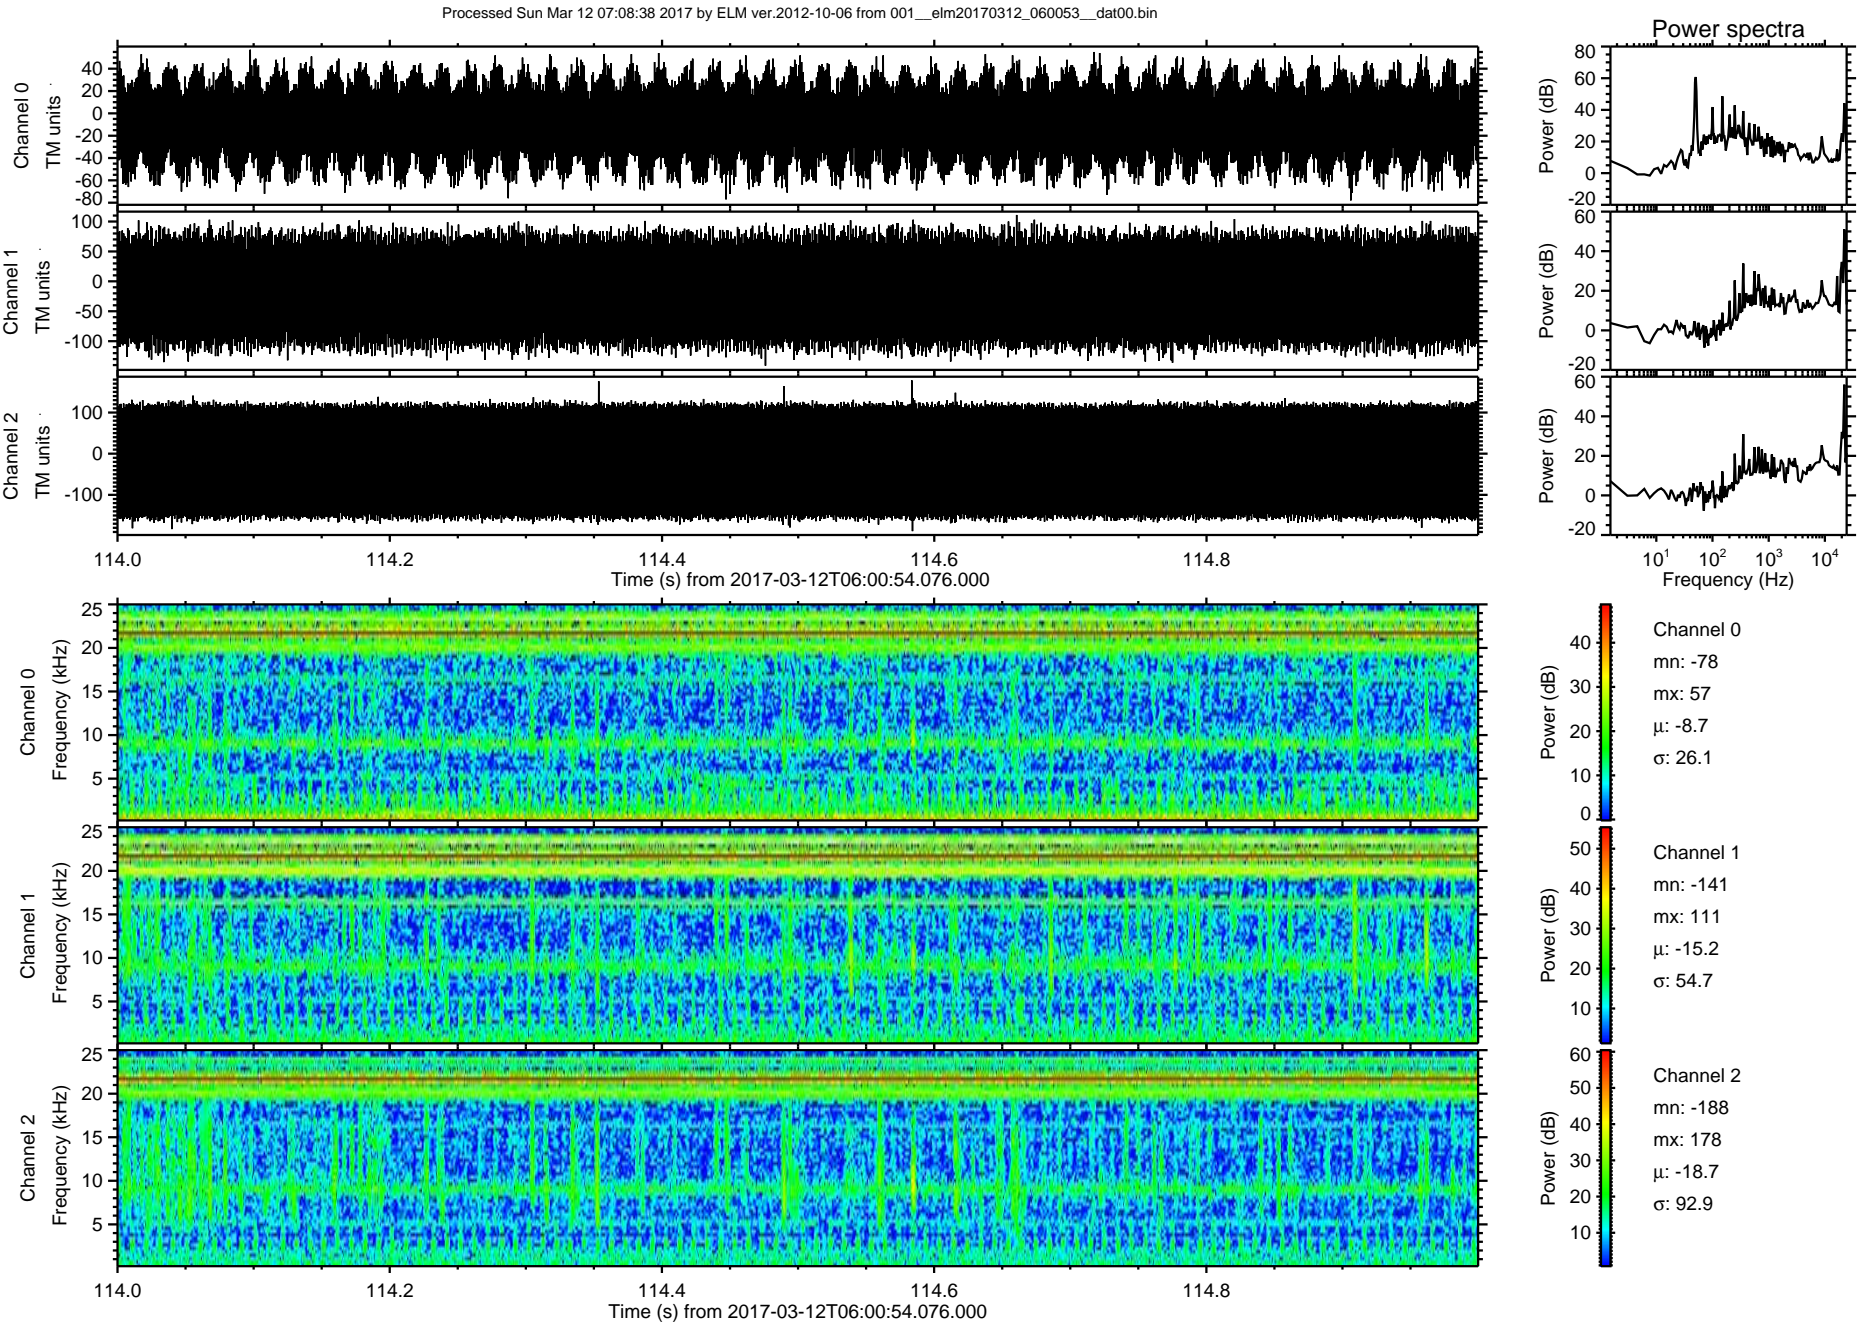 Processed Sun Mar 12 07:08:38 2017 by ELM ver.2012-10-06 from 001__elm20170312_060053__dat00.bin
Power spectra
Channel 0
TM units
40
20
0
-20
-40
-60
-80
Power (dB)
80
60
40
20
0
-20
Channel 1
TM units
100
50
0
-50
-100
Power (dB)
60
40
20
0
-20
Channel 2
TM units
100
0
-100
Power (dB)
60
40
20
0
-20
114.0 114.2 114.4 114.6 114.8
Time (s) from 2017-03-12T06:00:54.076.000
10¹ 10² 10³ 10⁴
Frequency (Hz)
Channel 0
Frequency (kHz)
25
20
15
10
5
Power (dB)
40
30
20
10
0
Channel 0
mn: -78
mx: 57
μ: -8.7
σ: 26.1
Channel 1
Frequency (kHz)
25
20
15
10
5
Power (dB)
50
40
30
20
10
Channel 1
mn: -141
mx: 111
μ: -15.2
σ: 54.7
Channel 2
Frequency (kHz)
25
20
15
10
5
Power (dB)
60
50
40
30
20
10
Channel 2
mn: -188
mx: 178
μ: -18.7
σ: 92.9
114.0 114.2 114.4 114.6 114.8
Time (s) from 2017-03-12T06:00:54.076.000